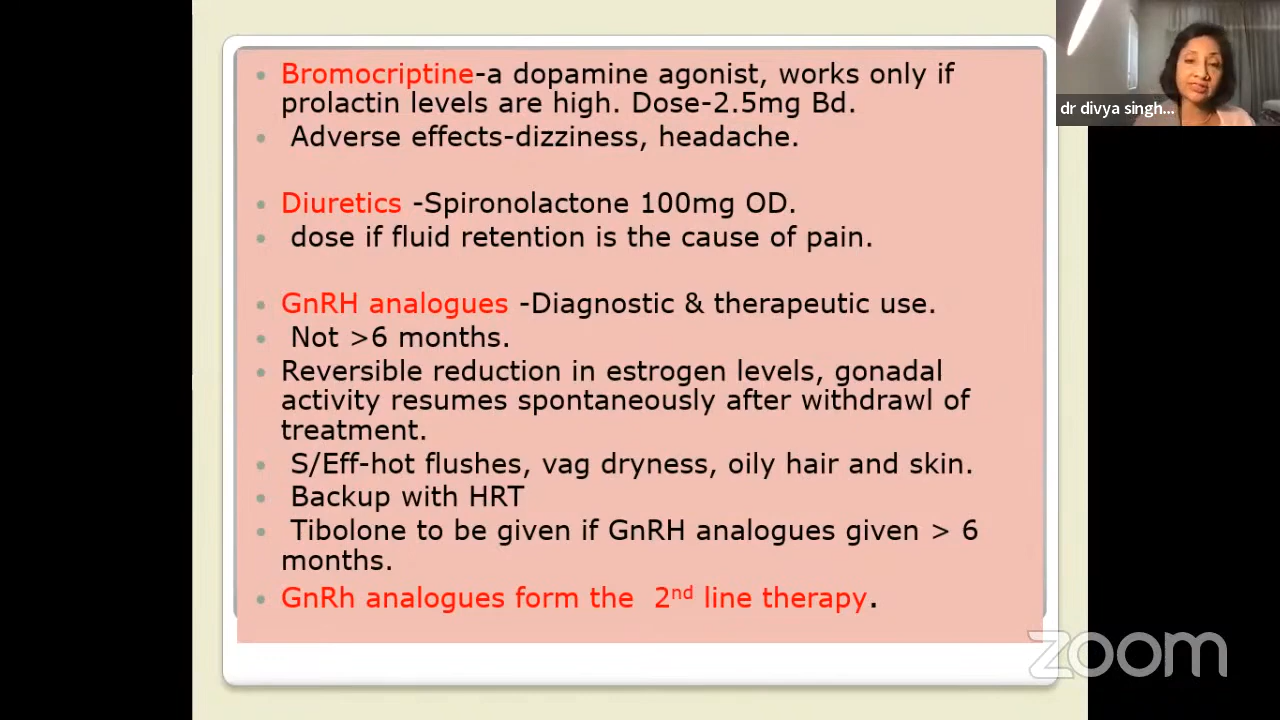 Bromocriptine-a dopamine agonist, works only if
prolactin levels are high. Dose-2.5mg Bd.
Adverse effects-dizziness, headache.
Diuretics -Spironolactone 100mg OD.
dose if fluid retention is the cause of pain.
GnRH analogues -Diagnostic & therapeutic use.
Not >6 months.
Reversible reduction in estrogen levels, gonadal
activity resumes spontaneously after withdrawl of
treatment.
S/Eff-hot flushes, vag dryness, oily hair and skin.
Backup with HRT
Tibolone to be given if GnRH analogues given > 6
months.
GnRh analogues form the 2nd line therapy.
dr divya singh...
zoom